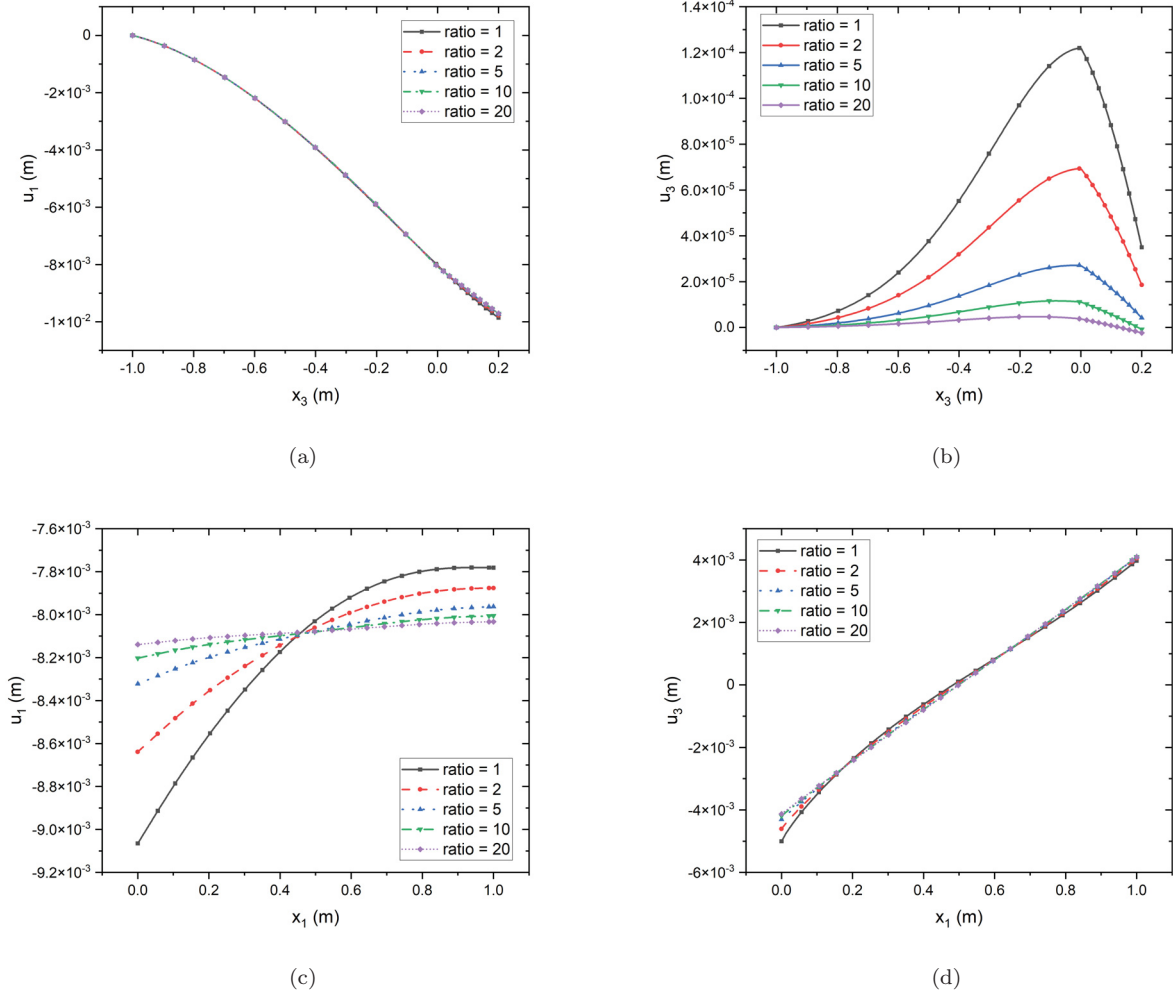 0
-2×10⁻³
-4×10⁻³
-6×10⁻³
-8×10⁻³
-1×10⁻²
u₁ (m)
-1.0 -0.8 -0.6 -0.4 -0.2 0.0 0.2
x₃ (m)
ratio = 1
ratio = 2
ratio = 5
ratio = 10
ratio = 20
(a)
1.4×10⁻⁴
1.2×10⁻⁴
1.0×10⁻⁴
8.0×10⁻⁵
6.0×10⁻⁵
4.0×10⁻⁵
2.0×10⁻⁵
0.0
u₃ (m)
-1.0 -0.8 -0.6 -0.4 -0.2 0.0 0.2
x₃ (m)
ratio = 1
ratio = 2
ratio = 5
ratio = 10
ratio = 20
(b)
-7.6×10⁻³
-7.8×10⁻³
-8.0×10⁻³
-8.2×10⁻³
-8.4×10⁻³
-8.6×10⁻³
-8.8×10⁻³
-9.0×10⁻³
-9.2×10⁻³
u₁ (m)
0.0 0.2 0.4 0.6 0.8 1.0
x₁ (m)
ratio = 1
ratio = 2
ratio = 5
ratio = 10
ratio = 20
(c)
4×10⁻³
2×10⁻³
0
-2×10⁻³
-4×10⁻³
-6×10⁻³
u₃ (m)
0.0 0.2 0.4 0.6 0.8 1.0
x₁ (m)
ratio = 1
ratio = 2
ratio = 5
ratio = 10
ratio = 20
(d)